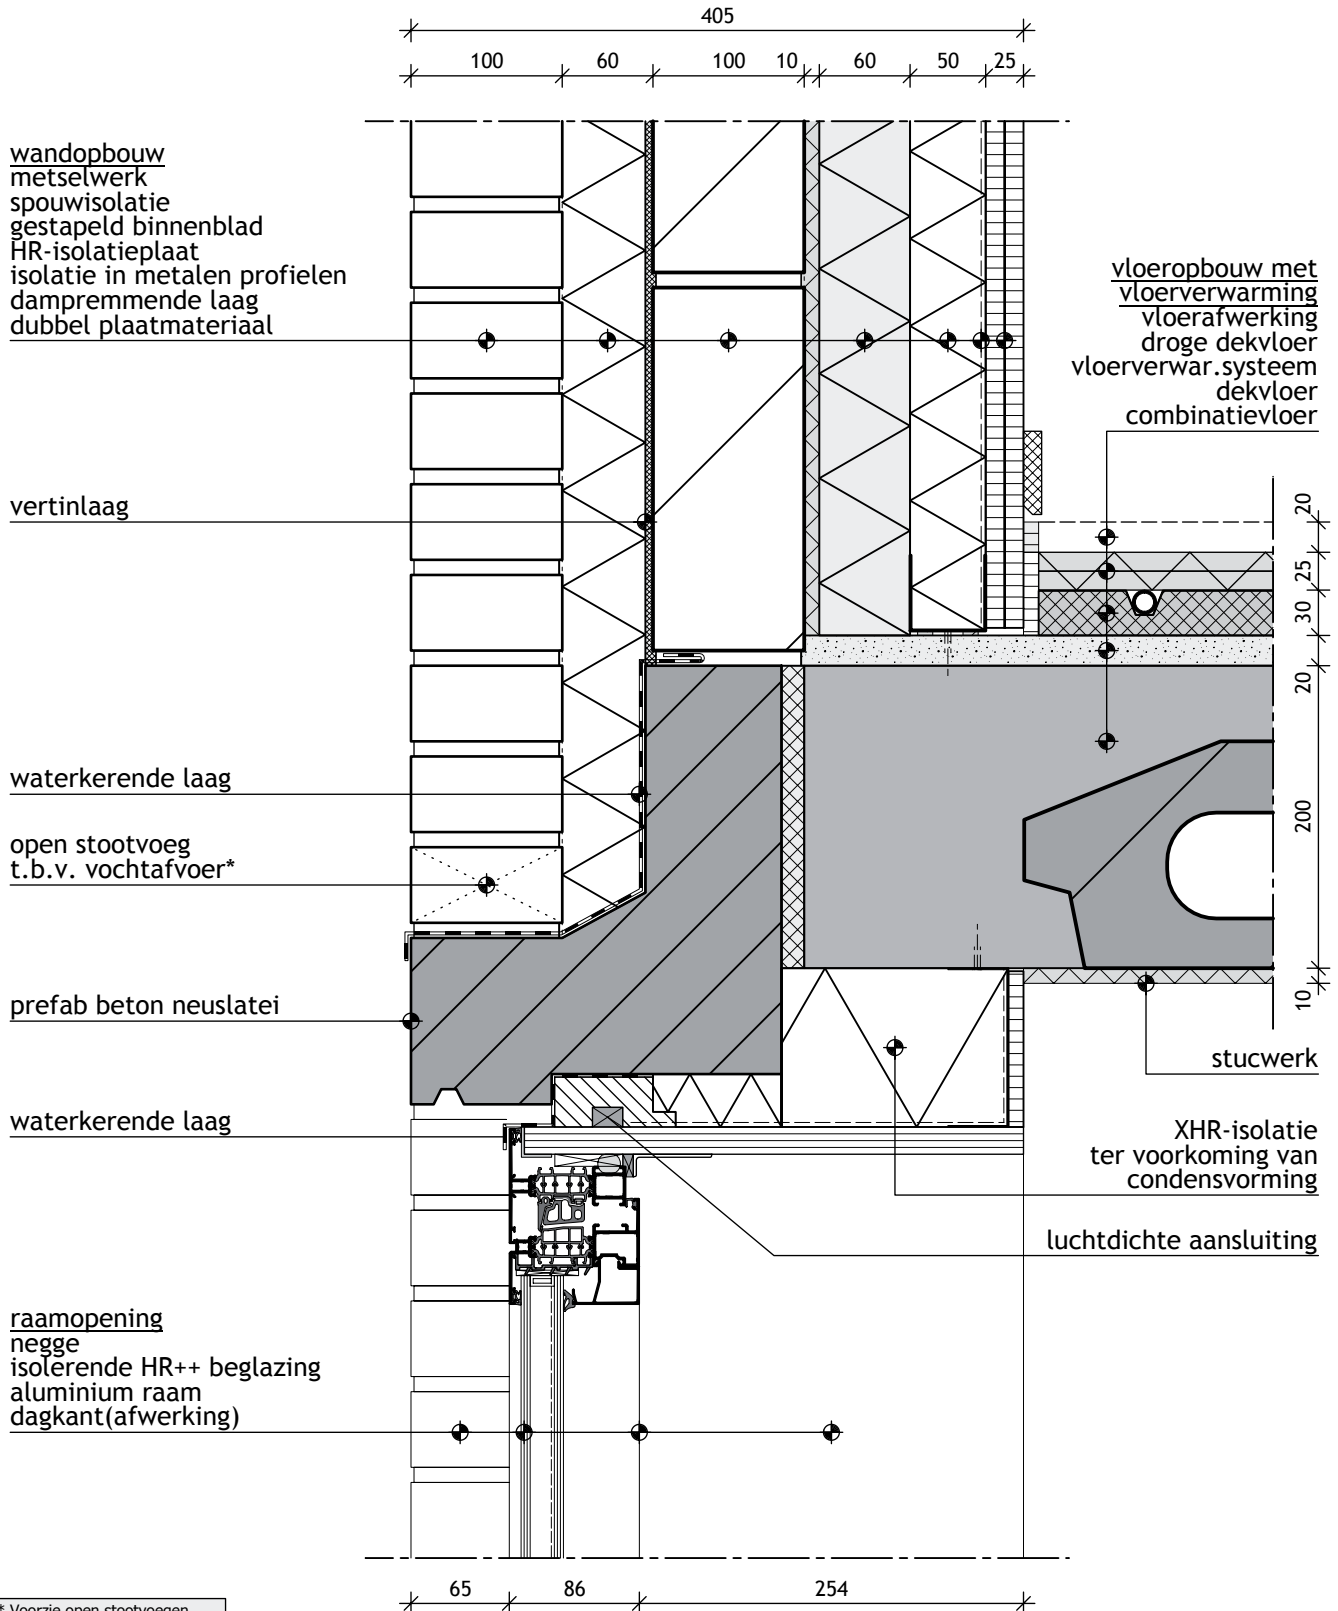 405
100 60 100 10 60 50 25
wandopbouw
metselwerk
spouwisolatie
gestapeld binnenblad
HR-isolatieplaat
isolatie in metalen profielen
dampremmende laag
dubbel plaatmateriaal
vloeropbouw met
vloerverwarming
vloerafwerking
droge dekvloer
vloerverwar.systeem
dekvloer
combinatievloer
vertinlaag
20
25
30
20
200
10
waterkerende laag
open stootvoeg
t.b.v. vochtafvoer*
prefab beton neuslatei
stucwerk
waterkerende laag
XHR-isolatie
ter voorkoming van
condensvorming
luchtdichte aansluiting
raamopening
negge
isolerende HR++ beglazing
aluminium raam
dagkant(afwerking)
65 86 254
* Voorzie open stootvoegen